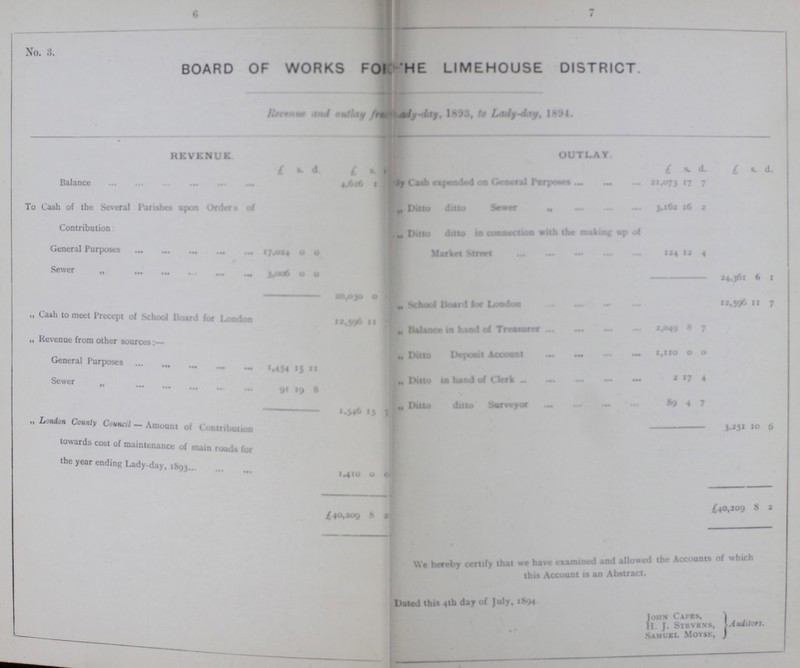 6
No. 3.
BOARD OF WORKS FOR THE LIMEHOUSE DISTRICT.
Revenue and outlay from Lady-day, 1893, to Lady-day, 1894.
REVENUE.
£ s. d. £ s.
Balance ... ... ... ... ... ... 4,626 1
To Cash of the Several Parishes upon Orders of
Contribution:
General Purposes ... ... ... ... ... 17,024 0 0
Sewer „ ... ... ... ... ... 3,006 0 0
20,030 0
„ Cash to meet Precept of School Board for London 12,596 11
„ Revenue from other sources:—
General Purposes ... ... ... ... ... 1,454 15 11
Sewer „ ... ... ... ... ... 91 19 8
1,546 15 7
„ London County Council — Amount of Contribution
towards cost of maintenance of main roads for
the year ending Lady-day, 1893... ... ... 1,410 0 0
£40,209 8 2
7
OUTLAY.
£ s. d. £ s. d.
By Cash expended on General Purposes ... ... ... 21,073 17 7
„ Ditto ditto Sewer „ ... ... ... 3,162 16 2
„ Ditto ditto in connection with the making up of
Market Street ... ... ... ... ... 124 12 4
24,361 6 1
„ School Board for London ... ... ... ... 12,596 11 7
„ Balance in hand of Treasurer ... ... ... ... 2,049 8 7
„ Ditto Deposit Account ... ... ... ... 1,110 0 0
„ Ditto in hand of Clerk ... ... ... ... ... 2 17 4
„ Ditto ditto Surveyor ... ... ... ... 89 4 7
3,251 10 6
£40,209 8 2
We hereby certify that we have examined and allowed the Accounts of which
this Account is an Abstract.
Dated this 4th day of July, 1894.
JOHN CAPES,
H. J. STEVENS, } Auditors.
SAMUEL MOYSE,